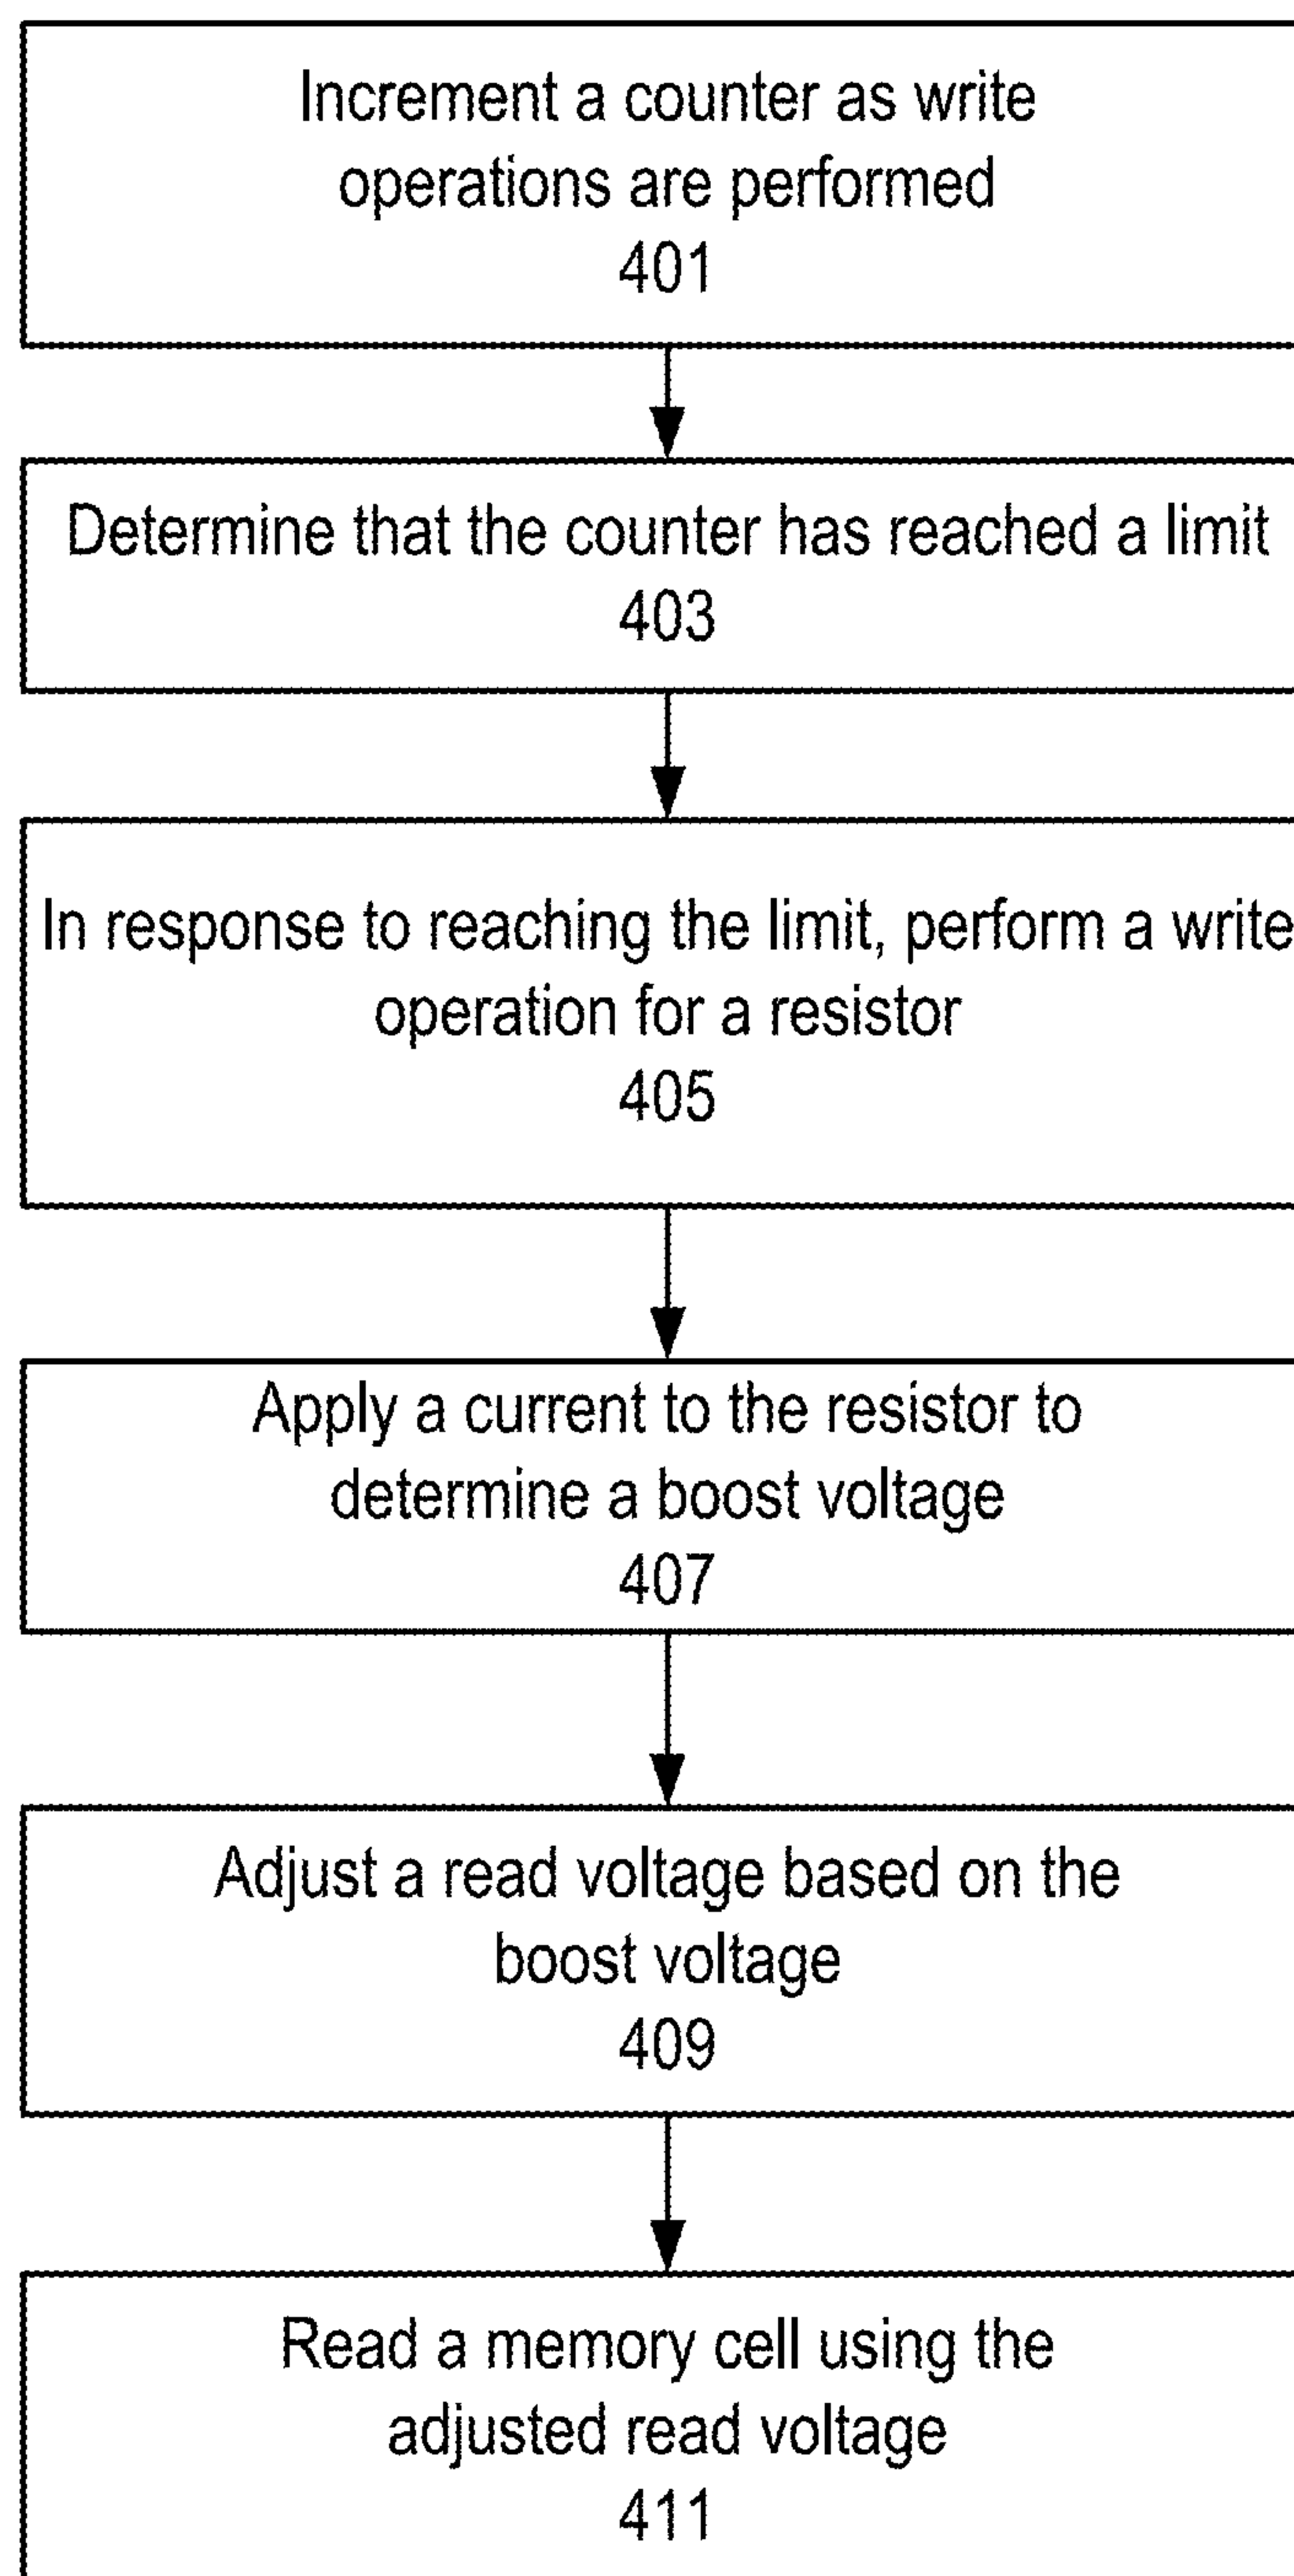 Increment a counter as write
operations are performed
401
Determine that the counter has reached a limit
403
In response to reaching the limit, perform a write
operation for a resistor
405
Apply a current to the resistor to
determine a boost voltage
407
Adjust a read voltage based on the
boost voltage
409
Read a memory cell using the
adjusted read voltage
411